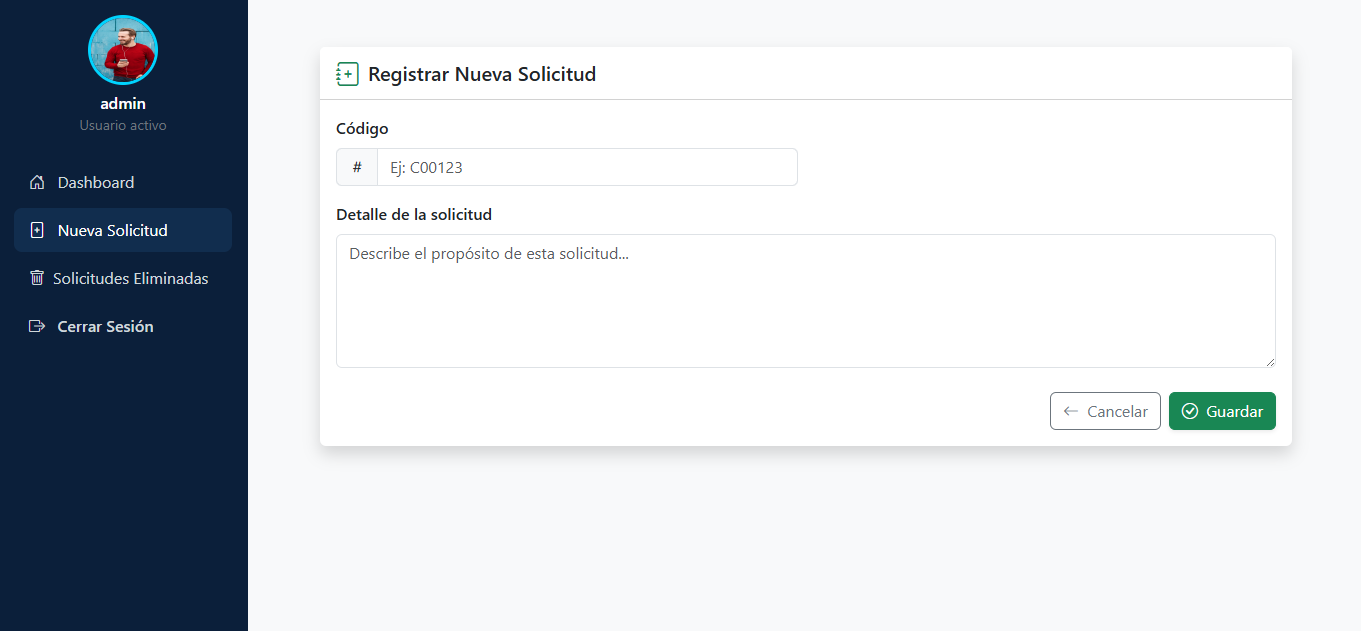 admin
Usuario activo
Dashboard
Nueva Solicitud
Solicitudes Eliminadas
Cerrar Sesión
Registrar Nueva Solicitud
Código
# Ej: C00123
Detalle de la solicitud
Describe el propósito de esta solicitud...
Cancelar Guardar